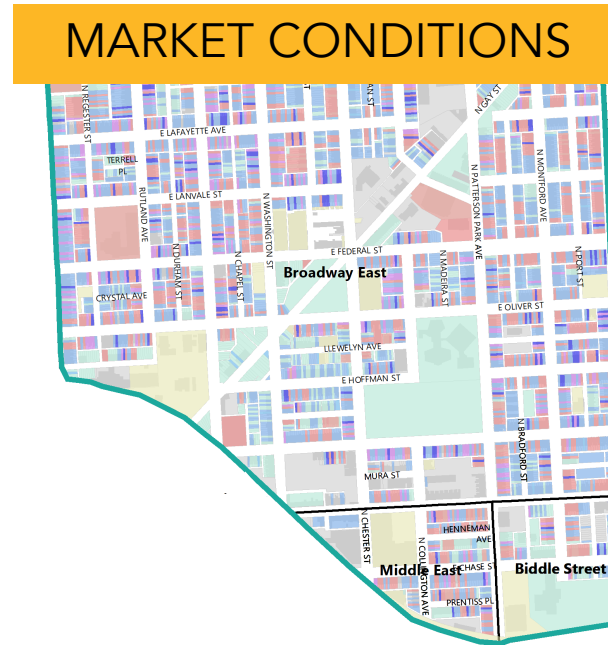 MARKET CONDITIONS
N REGESTER ST
N GAY ST
E LAFAYETTE AVE
TERRELL
PL
N MONTFORD AVE
N PATTERSON PARK AVE
E LANVALE ST
RUTLAND AVE
N WASHINGTON ST
N DURHAM ST
N CHAPEL ST
E FEDERAL ST
N MADEIRA ST
N PORT ST
Broadway East
CRYSTAL AVE
E OLIVER ST
LLEWELYN AVE
E HOFFMAN ST
N BRADFORD ST
MURA ST
N CHESTER ST
HENNEMAN
AVE
N COLLINGTON AVE
Middle East
E CHASE ST
Biddle Street
PRENTISS PL